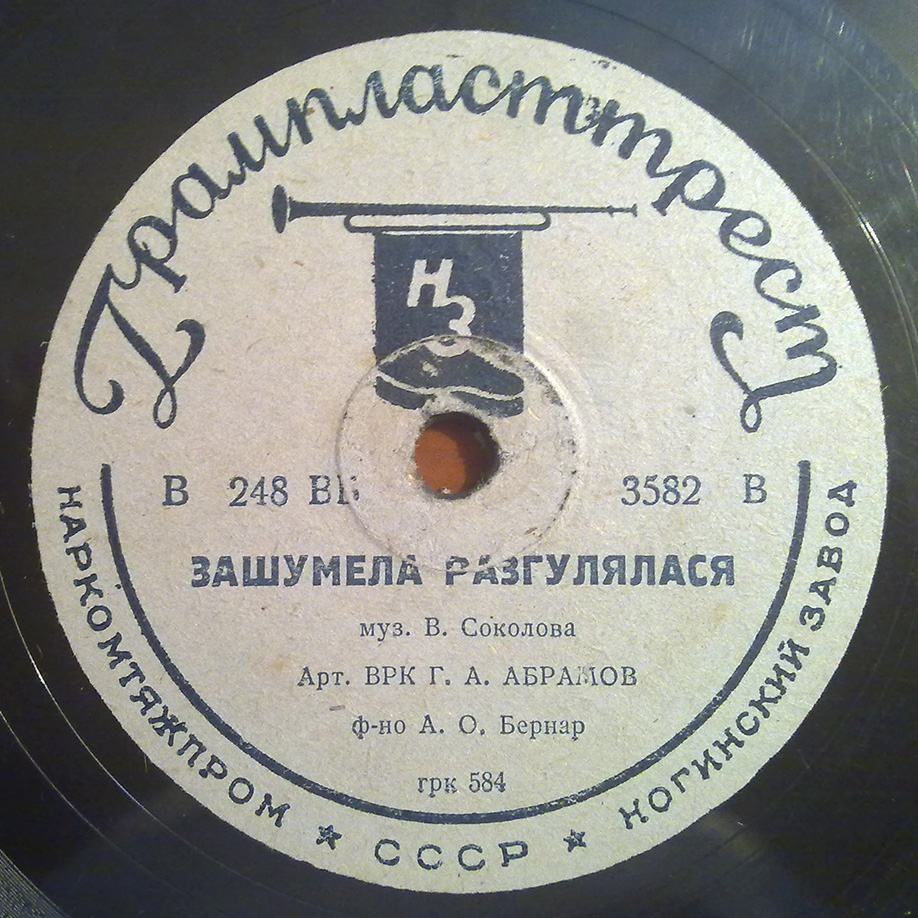 Грампласттрест
НЗ
В 248 ВБ 3582 В
ЗАШУМЕЛА РАЗГУЛЯЛАСЯ
муз. В. Соколова
Арт. ВРК Г. А. АБРАМОВ
ф-но А. О. Бернар
грк 584
НАРКОМТЯЖПРОМ ★ СССР ★ НОГИНСКИЙ ЗАВОД